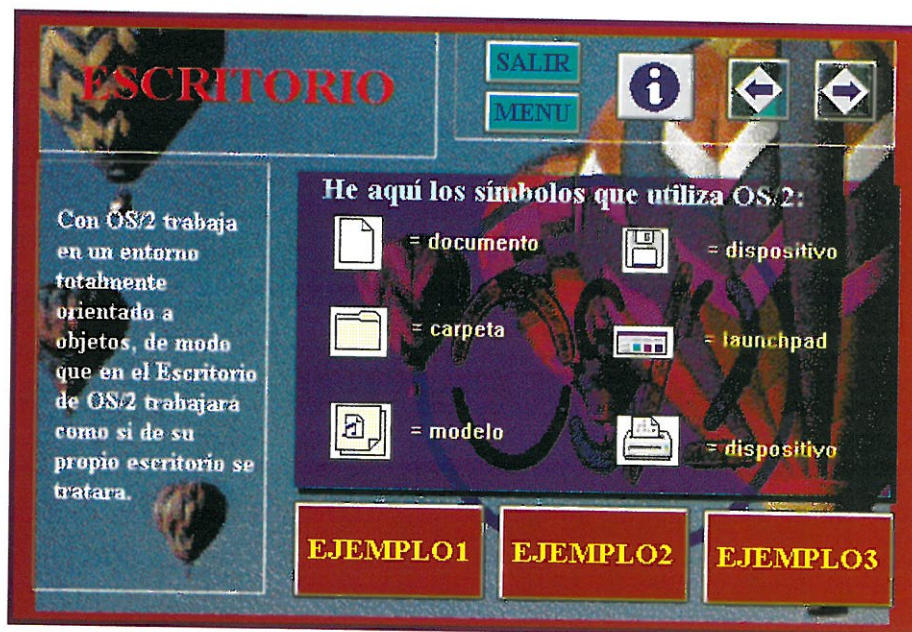 ESCRITORIO
SALIR
MENU
Con OS/2 trabaja
en un entorno
totalmente
orientado a
objetos, de modo
que en el Escritorio
de OS/2 trabajara
como si de su
propio escritorio se
tratara.
He aquí los símbolos que utiliza OS/2:
= documento
= dispositivo
= carpeta
= launchpad
= modelo
= dispositivo
EJEMPLO1
EJEMPLO2
EJEMPLO3